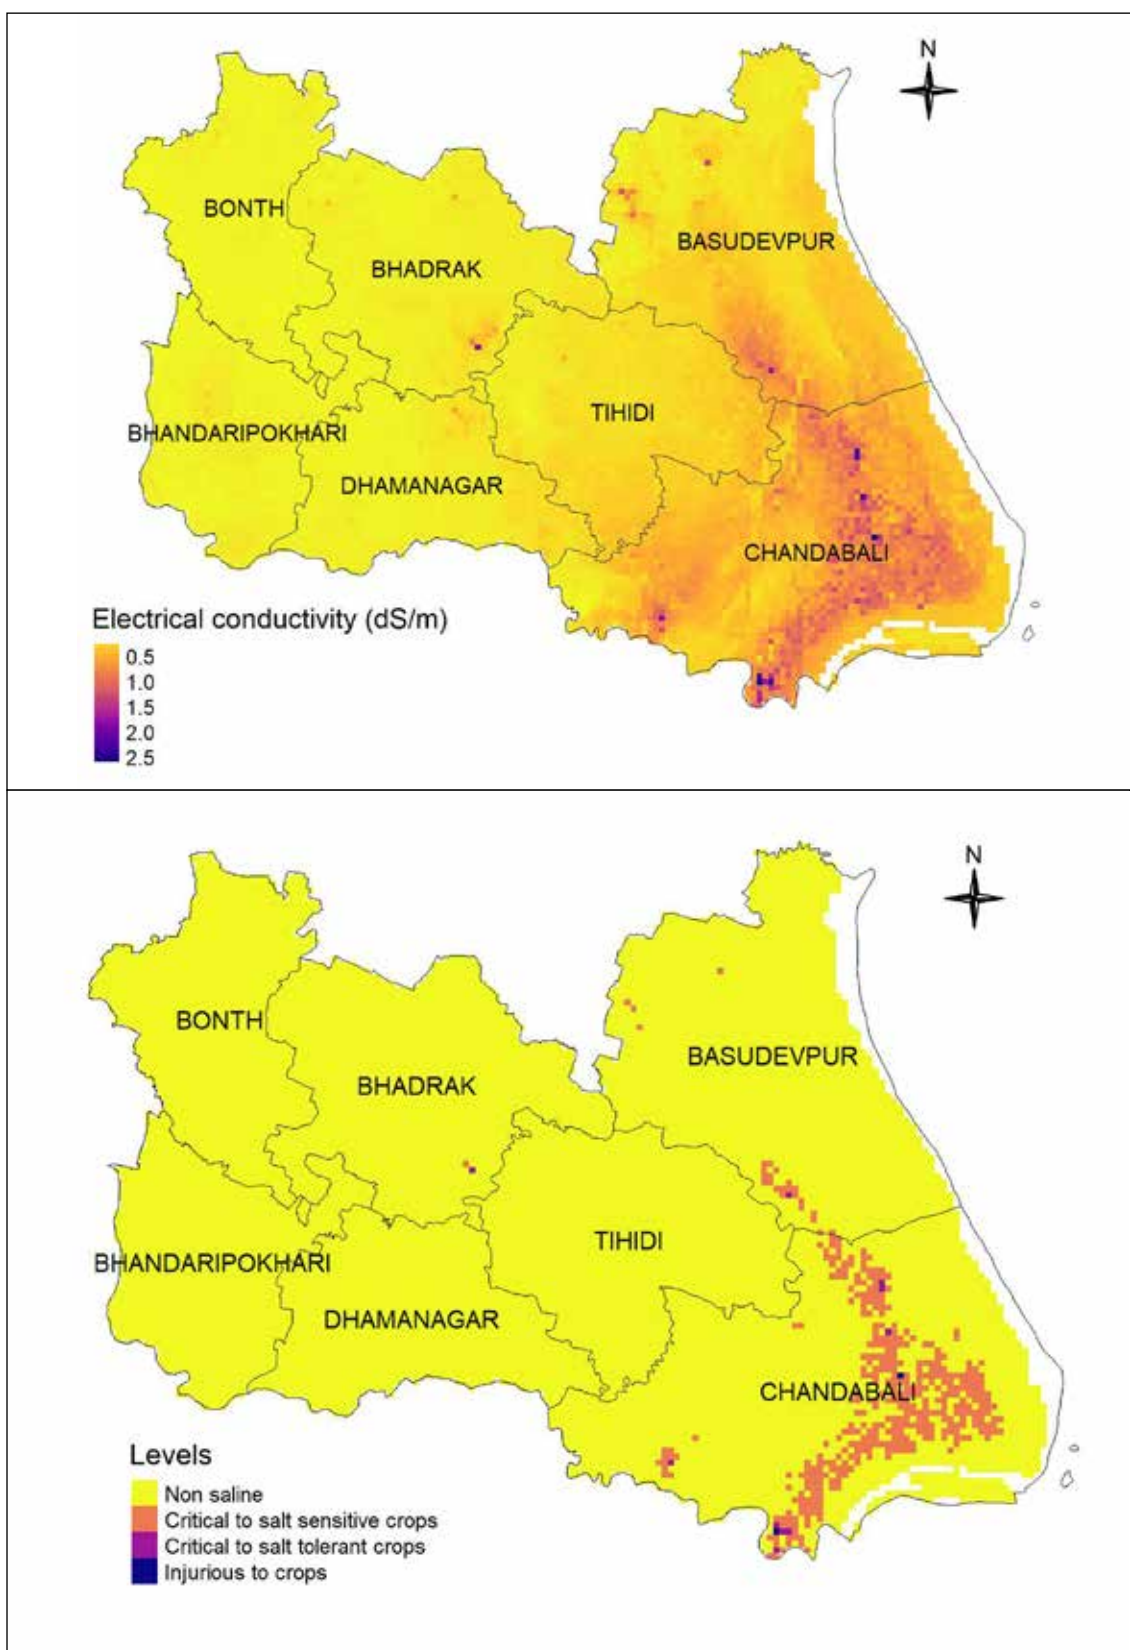 N
BONTH
BASUDEVPUR
BHADRAK
TIHIDI
BHANDARIPOKHARI
DHAMANAGAR
CHANDABALI
Electrical conductivity (dS/m)
0.5
1.0
1.5
2.0
2.5
N
BONTH
BASUDEVPUR
BHADRAK
TIHIDI
BHANDARIPOKHARI
DHAMANAGAR
CHANDABALI
Levels
Non saline
Critical to salt sensitive crops
Critical to salt tolerant crops
Injurious to crops